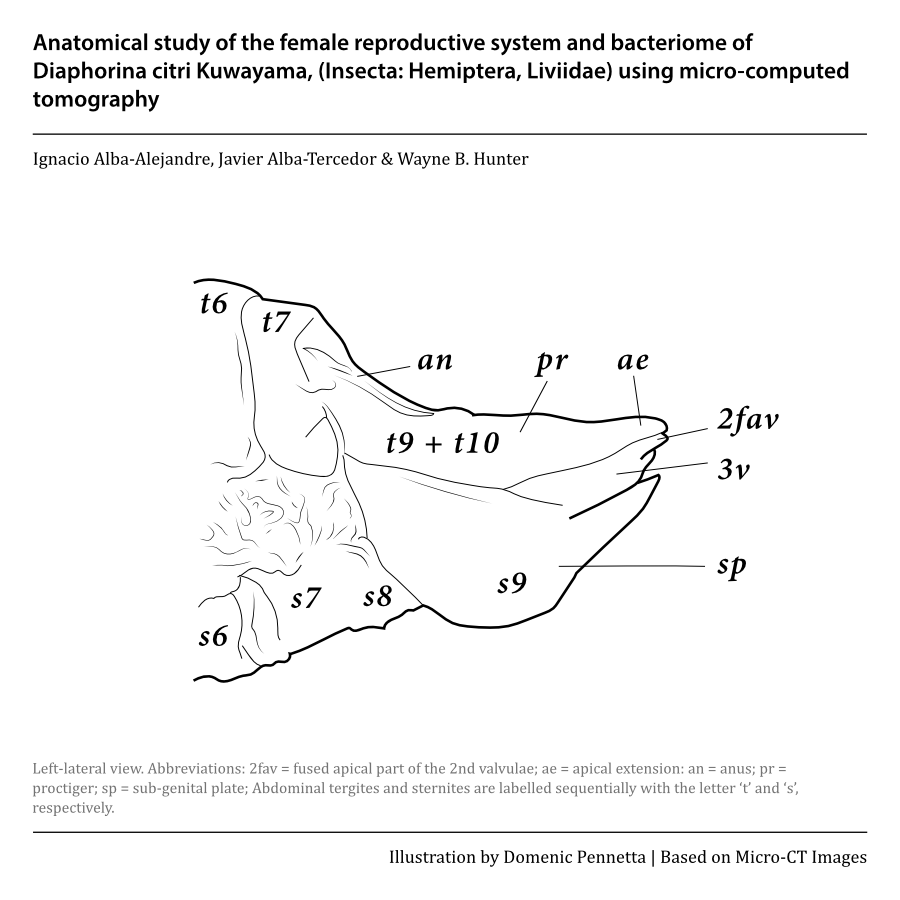 Anatomical study of the female reproductive system and bacteriome of
Diaphorina citri Kuwayama, (Insecta: Hemiptera, Liviidae) using micro-computed
tomography
Ignacio Alba-Alejandre, Javier Alba-Tercedor & Wayne B. Hunter
t6
t7
an
pr
ae
2fav
t9 + t10
3v
sp
s9
s7
s8
s6
Left-lateral view. Abbreviations: 2fav = fused apical part of the 2nd valvulae; ae = apical extension: an = anus; pr =
proctiger; sp = sub-genital plate; Abdominal tergites and sternites are labelled sequentially with the letter ‘t’ and ‘s’,
respectively.
Illustration by Domenic Pennetta | Based on Micro-CT Images